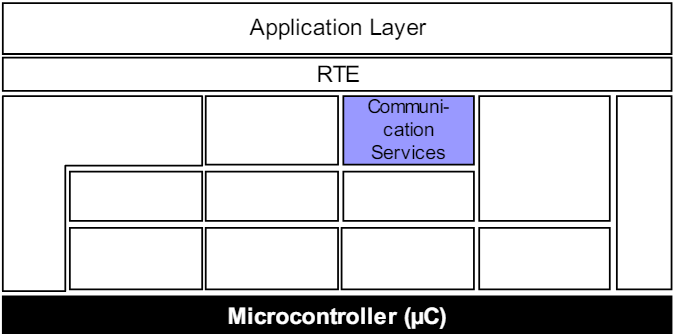 Application Layer
RTE
Communi-
cation
Services
Microcontroller (µC)